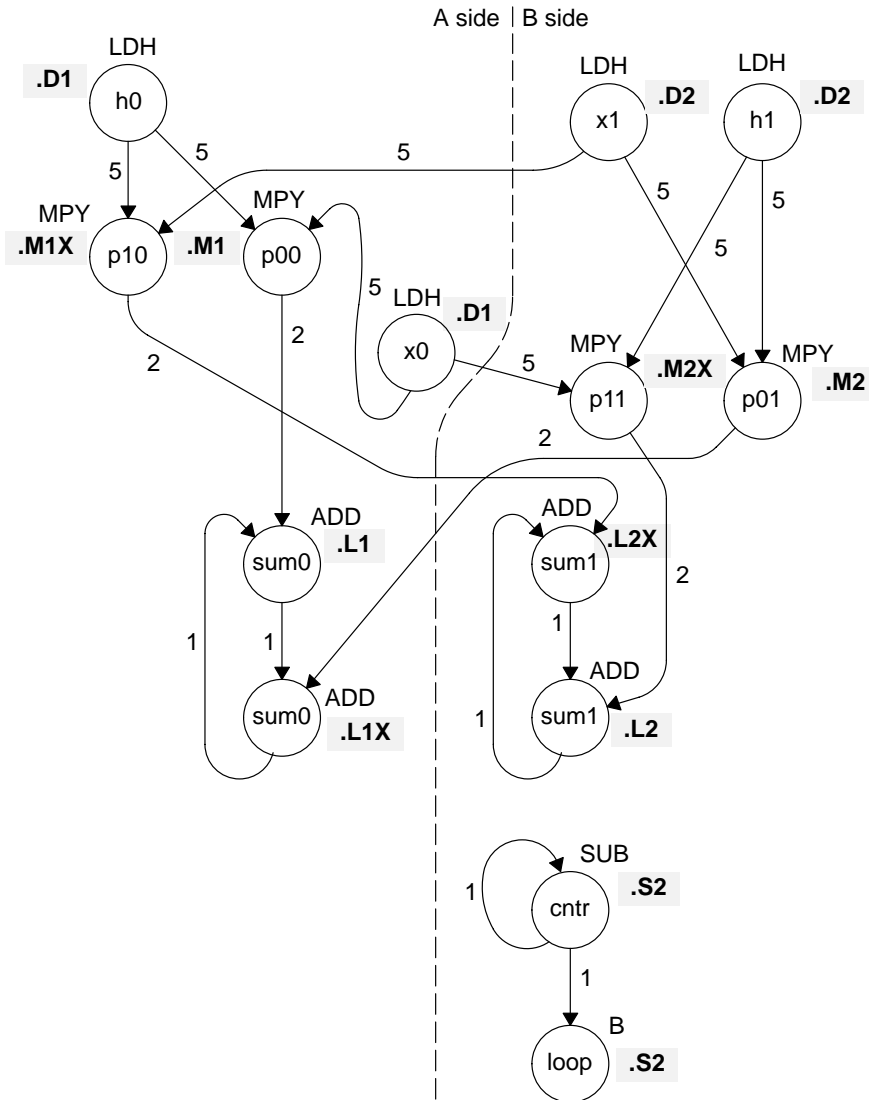 A side
B side
LDH
.D1
h0
LDH
.D2
x1
LDH
.D2
h1
5
5
5
5
5
5
MPY
.M1X
p10
MPY
.M1
p00
5
LDH
.D1
x0
5
MPY
.M2X
p11
MPY
.M2
p01
2
2
2
2
ADD
.L1
sum0
ADD
.L2X
sum1
1
1
1
1
ADD
.L1X
sum0
ADD
.L2
sum1
SUB
.S2
cntr
1
1
B
.S2
loop